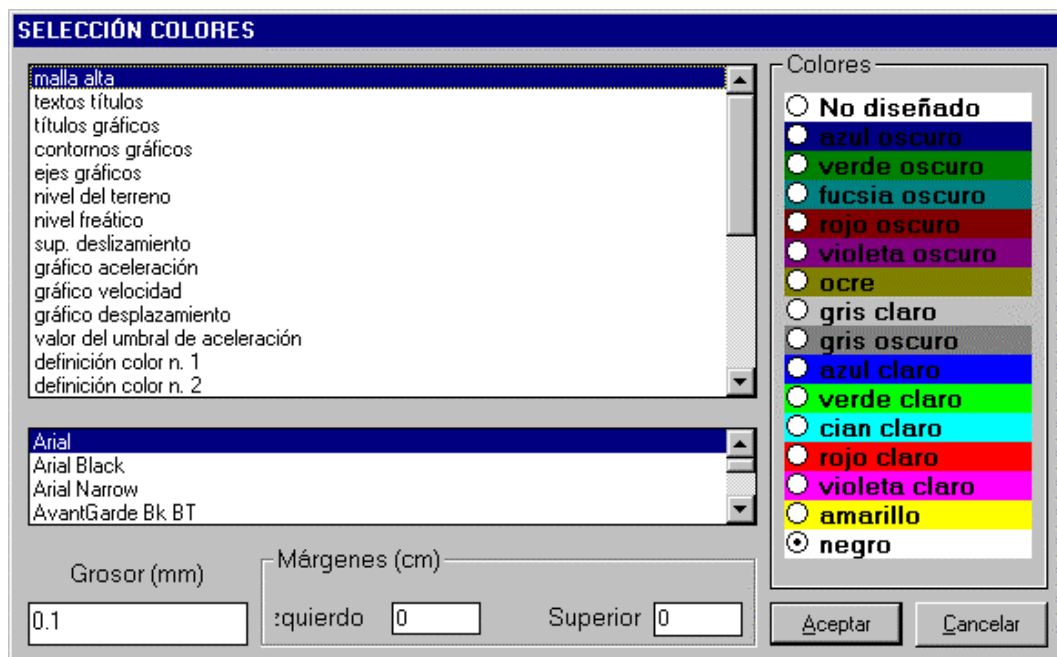 SELECCIÓN COLORES
malla alta
textos títulos
títulos gráficos
contornos gráficos
ejes gráficos
nivel del terreno
nivel freático
sup. deslizamiento
gráfico aceleración
gráfico velocidad
gráfico desplazamiento
valor del umbral de aceleración
definición color n. 1
definición color n. 2
Arial
Arial Black
Arial Narrow
AvantGarde Bk BT
Grosor (mm)
0.1
Márgenes (cm)
zquierdo 0 Superior 0
Colores
No diseñado
azul oscuro
verde oscuro
fucsia oscuro
rojo oscuro
violeta oscuro
ocre
gris claro
gris oscuro
azul claro
verde claro
cian claro
rojo claro
violeta claro
amarillo
negro
Aceptar Cancelar